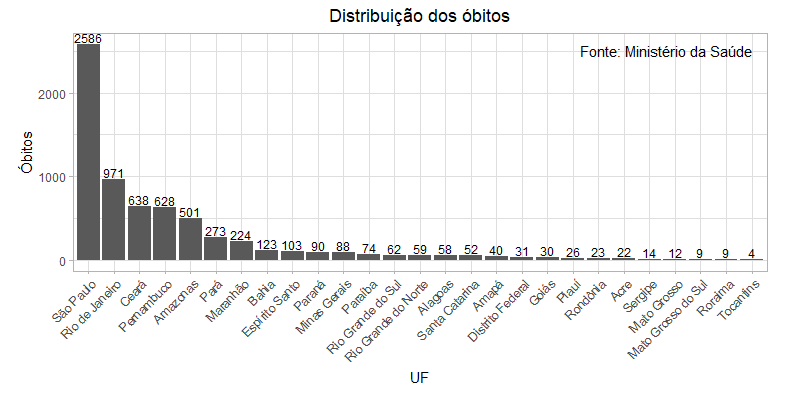 Distribuição dos óbitos
Fonte: Ministério da Saúde
Óbitos
2000
1000
0
2586
971
638
628
501
273
224
123
103
90
88
74
62
59
58
52
40
31
30
26
23
22
14
12
9
9
4
São Paulo
Rio de Janeiro
Ceará
Pernambuco
Amazonas
Pará
Maranhão
Bahia
Espírito Santo
Paraná
Minas Gerais
Paraíba
Rio Grande do Sul
Rio Grande do Norte
Alagoas
Santa Catarina
Amapá
Distrito Federal
Goiás
Piauí
Rondônia
Acre
Sergipe
Mato Grosso
Mato Grosso do Sul
Roraima
Tocantins
UF